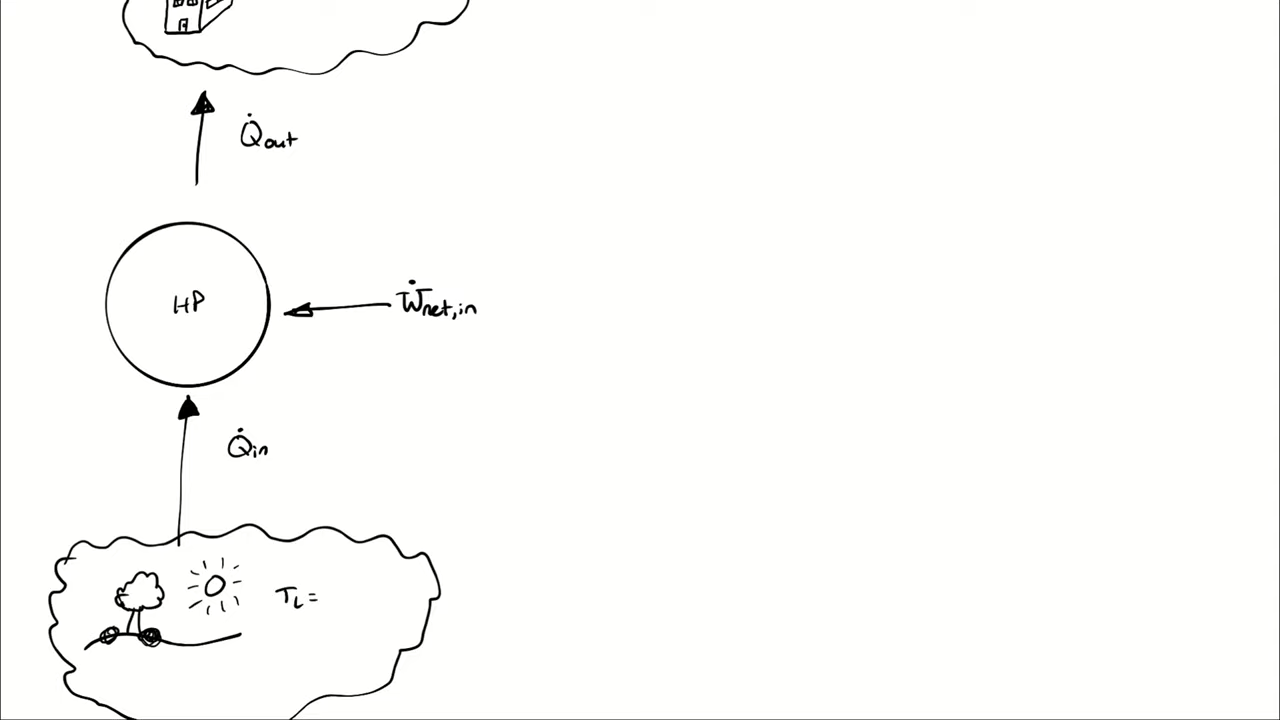 Q̇out
HP
Ẇnet,in
Q̇in
TL =